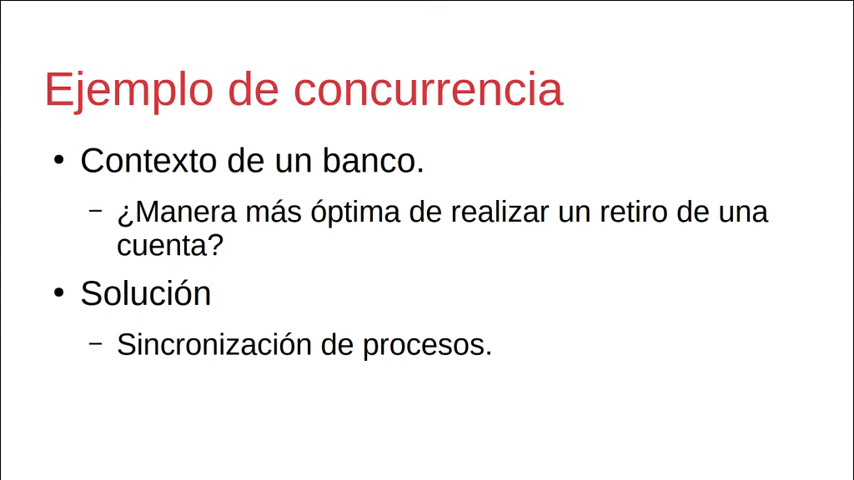 Ejemplo de concurrencia
• Contexto de un banco.
– ¿Manera más óptima de realizar un retiro de una
cuenta?
• Solución
– Sincronización de procesos.